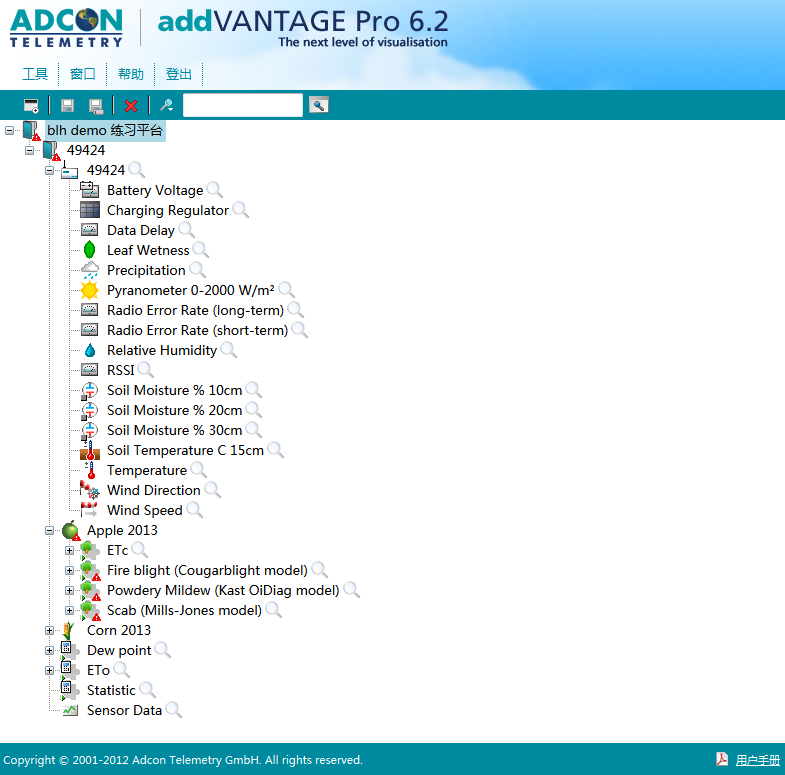 ADCON
TELEMETRY
addVANTAGE Pro 6.2
The next level of visualisation
工具 窗口 帮助 登出
blh demo 练习平台
49424
49424
Battery Voltage
Charging Regulator
Data Delay
Leaf Wetness
Precipitation
Pyranometer 0-2000 W/m²
Radio Error Rate (long-term)
Radio Error Rate (short-term)
Relative Humidity
RSSI
Soil Moisture % 10cm
Soil Moisture % 20cm
Soil Moisture % 30cm
Soil Temperature C 15cm
Temperature
Wind Direction
Wind Speed
Apple 2013
ETc
Fire blight (Cougarblight model)
Powdery Mildew (Kast OiDiag model)
Scab (Mills-Jones model)
Corn 2013
Dew point
ETo
Statistic
Sensor Data
Copyright © 2001-2012 Adcon Telemetry GmbH. All rights reserved. 用户手册